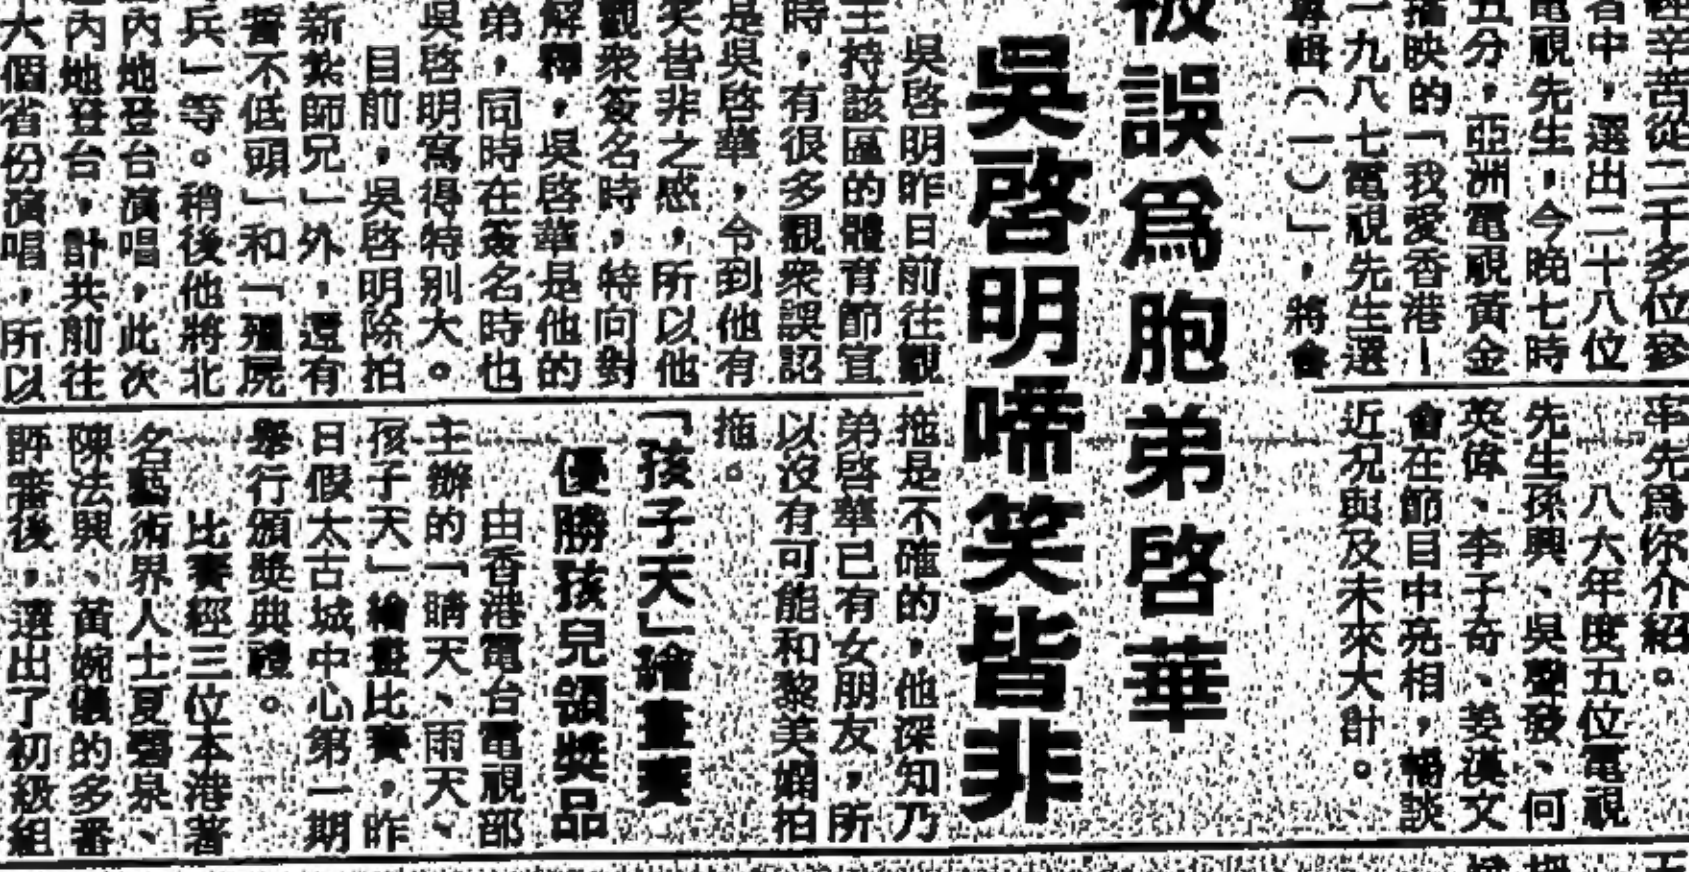 辛苦從二千多位參
者中，選出二十八位
電視先生，今晚七時
五分，亞洲電視黃金
播映的「我愛香港—
一九八七電視先生選
專輯（一）」，將會
率先爲你介紹。
八六年度五位電視
先生孫興、吳聲發、何
英偉、李子奇、姜漢文
會在節目中亮相，暢談
近況與及未來大計。
被誤爲胞弟啓華
吳啓明啼笑皆非
吳啓明昨日前往觀
主持該區的體育節宣
時，有很多觀衆誤認
是吳啓華，令到他有
笑皆非之感，所以他
觀衆簽名時，特向對
解釋，吳啓華是他的
弟，同時在簽名時也
吳啓明寫得特別大。
目前，吳啓明除拍
新紮師兄」外，還有
警不低頭」和「殭屍
兵」等。稍後他將北
內地登台演唱，此次
內地登台，計共前往
大個省份演唱，所以
拖是不確的，他深知乃
弟啓華已有女朋友，所
以沒有可能和黎美嫻拍
拖。
「孩子天」繪畫賽
優勝孩兒領獎品
由香港電台電視部
主辦的「晴天、雨天、
孩子天」繪畫比賽，昨
日假太古城中心第一期
舉行頒獎典禮。
比賽經三位本港著
名藝術界人士夏碧泉、
陳法興、黃婉儀的多番
評審後，選出了初級組